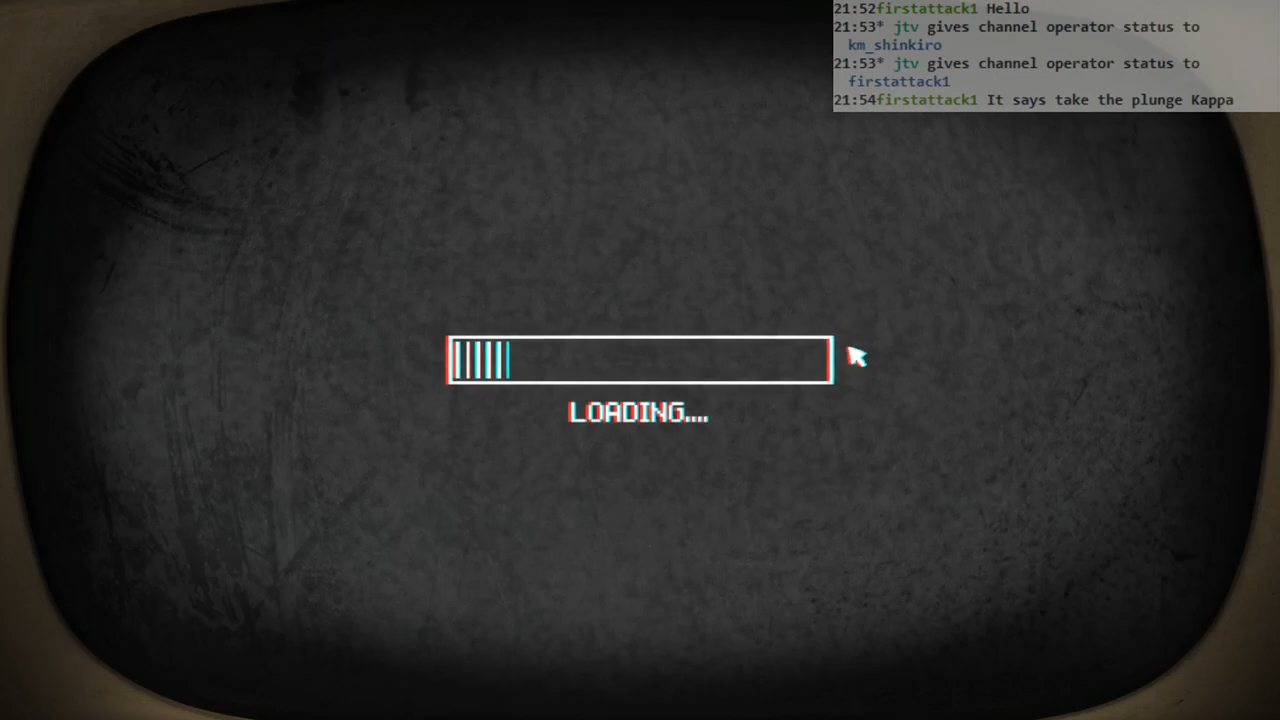 21:52firstattack1 Hello
21:53* jtv gives channel operator status to
km_shinkiro
21:53* jtv gives channel operator status to
firstattack1
21:54firstattack1 It says take the plunge Kappa
LOADING....